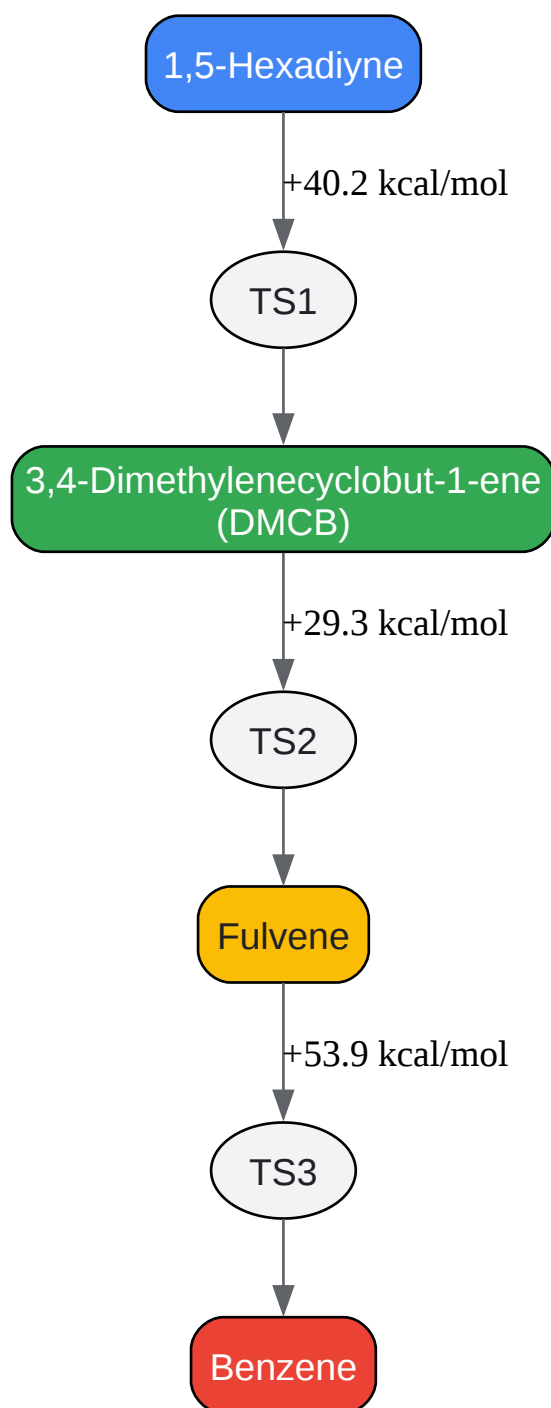 1,5-Hexadiyne
+40.2 kcal/mol
TS1
3,4-Dimethylenecyclobut-1-ene
(DMCB)
+29.3 kcal/mol
TS2
Fulvene
+53.9 kcal/mol
TS3
Benzene